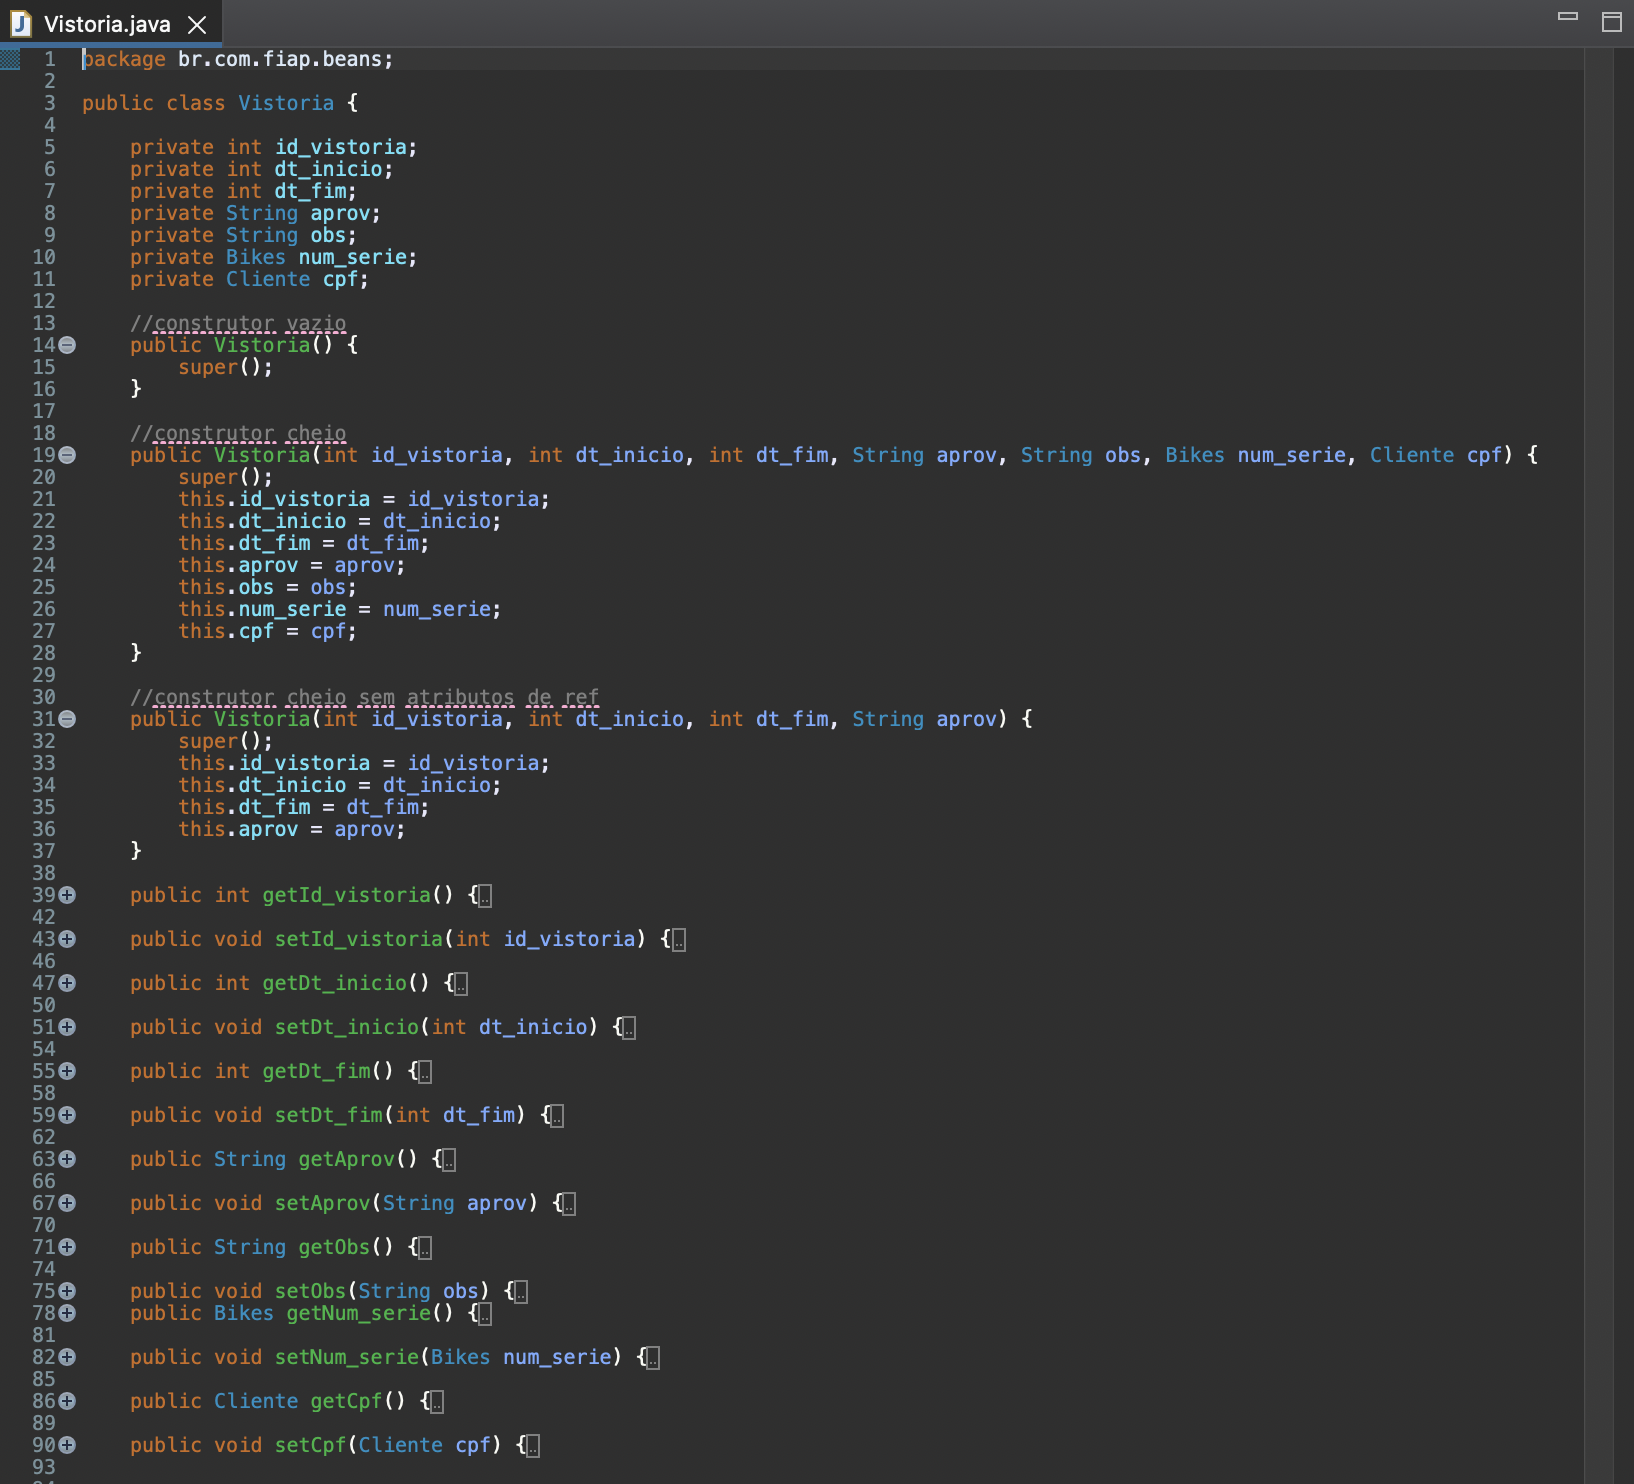 Vistoria.java
1 package br.com.fiap.beans;
2
3 public class Vistoria {
4
5 private int id_vistoria;
6 private int dt_inicio;
7 private int dt_fim;
8 private String aprov;
9 private String obs;
10 private Bikes num_serie;
11 private Cliente cpf;
12
13 //construtor vazio
14 public Vistoria() {
15 super();
16 }
17
18 //construtor cheio
19 public Vistoria(int id_vistoria, int dt_inicio, int dt_fim, String aprov, String obs, Bikes num_serie, Cliente cpf) {
20 super();
21 this.id_vistoria = id_vistoria;
22 this.dt_inicio = dt_inicio;
23 this.dt_fim = dt_fim;
24 this.aprov = aprov;
25 this.obs = obs;
26 this.num_serie = num_serie;
27 this.cpf = cpf;
28 }
29
30 //construtor cheio sem atributos de ref
31 public Vistoria(int id_vistoria, int dt_inicio, int dt_fim, String aprov) {
32 super();
33 this.id_vistoria = id_vistoria;
34 this.dt_inicio = dt_inicio;
35 this.dt_fim = dt_fim;
36 this.aprov = aprov;
37 }
38
39 public int getId_vistoria() {..
42
43 public void setId_vistoria(int id_vistoria) {..
46
47 public int getDt_inicio() {..
50
51 public void setDt_inicio(int dt_inicio) {..
54
55 public int getDt_fim() {..
58
59 public void setDt_fim(int dt_fim) {..
62
63 public String getAprov() {..
66
67 public void setAprov(String aprov) {..
70
71 public String getObs() {..
74
75 public void setObs(String obs) {..
78 public Bikes getNum_serie() {..
81
82 public void setNum_serie(Bikes num_serie) {..
85
86 public Cliente getCpf() {..
89
90 public void setCpf(Cliente cpf) {..
93